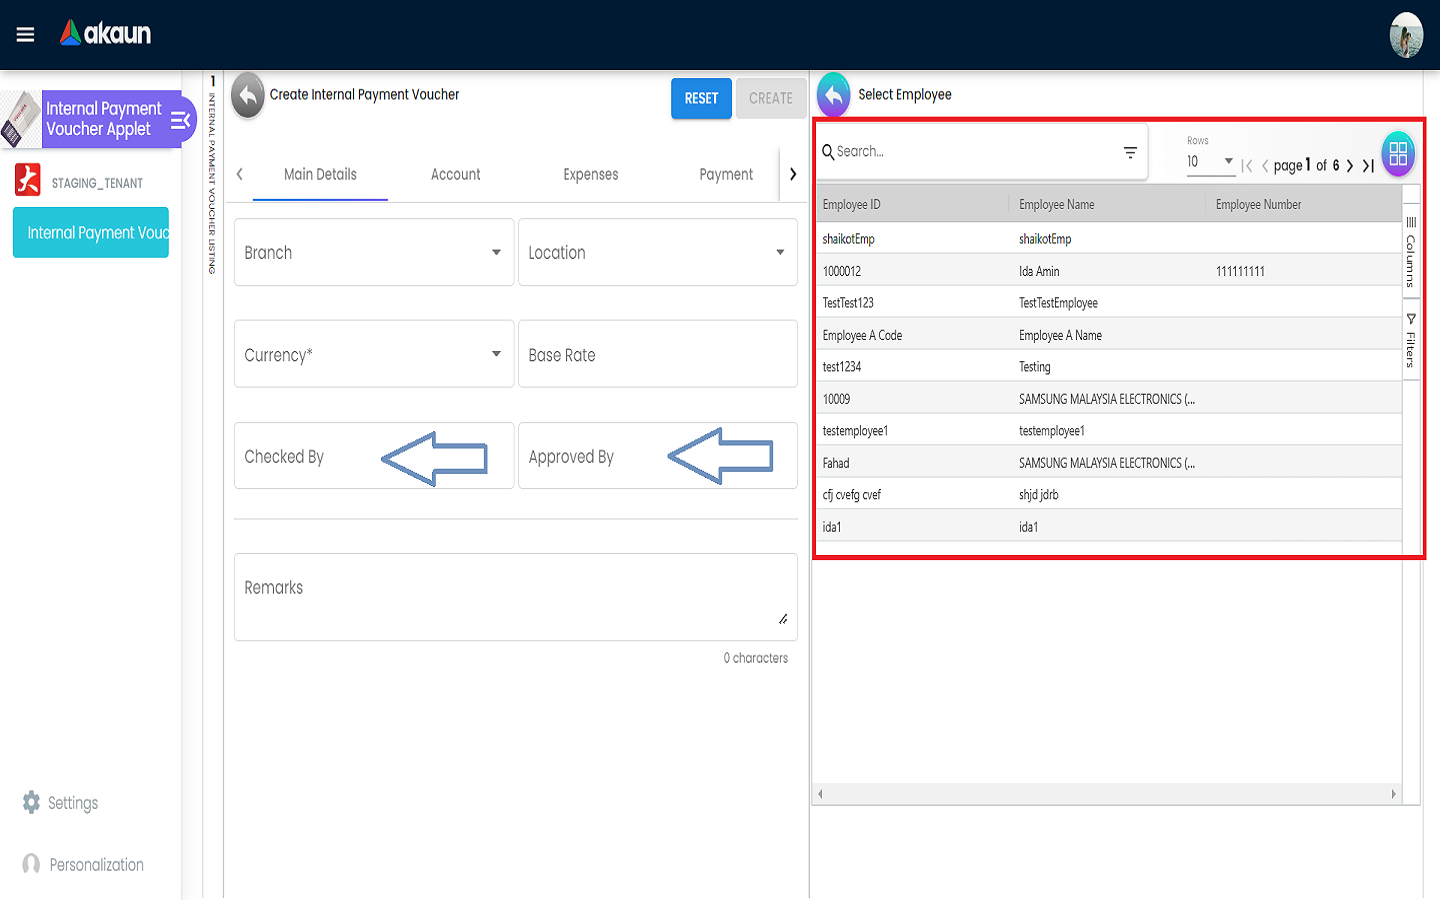 akaun
Internal Payment
Voucher Applet
STAGING_TENANT
Internal Payment Vouc
Settings
Personalization
1
INTERNAL PAYMENT VOUCHER LISTING
Create Internal Payment Voucher
RESET
CREATE
Main Details
Account
Expenses
Payment
Branch
Location
Currency*
Base Rate
Checked By
Approved By
Remarks
0 characters
Select Employee
Search...
Rows
10
page 1 of 6
Employee ID Employee Name Employee Number
shaikotEmp shaikotEmp
1000012 Ida Amin 111111111
TestTest123 TestTestEmployee
Employee A Code Employee A Name
test1234 Testing
10009 SAMSUNG MALAYSIA ELECTRONICS (...
testemployee1 testemployee1
Fahad SAMSUNG MALAYSIA ELECTRONICS (...
cfj cvefg cvef shjd jdrb
ida1 ida1
Columns
Filters